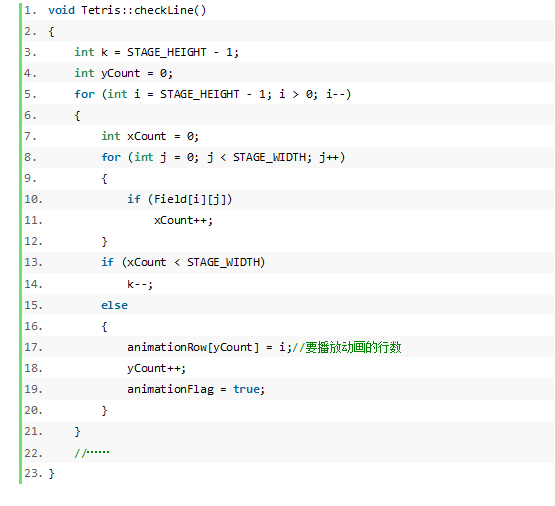 1. void Tetris::checkLine()
2. {
3.     int k = STAGE_HEIGHT - 1;
4.     int yCount = 0;
5.     for (int i = STAGE_HEIGHT - 1; i > 0; i--)
6.     {
7.         int xCount = 0;
8.         for (int j = 0; j < STAGE_WIDTH; j++)
9.         {
10.             if (Field[i][j])
11.                 xCount++;
12.         }
13.         if (xCount < STAGE_WIDTH)
14.             k--;
15.         else
16.         {
17.             animationRow[yCount] = i;//要播放动画的行数
18.             yCount++;
19.             animationFlag = true;
20.         }
21.     }
22.     //……
23. }